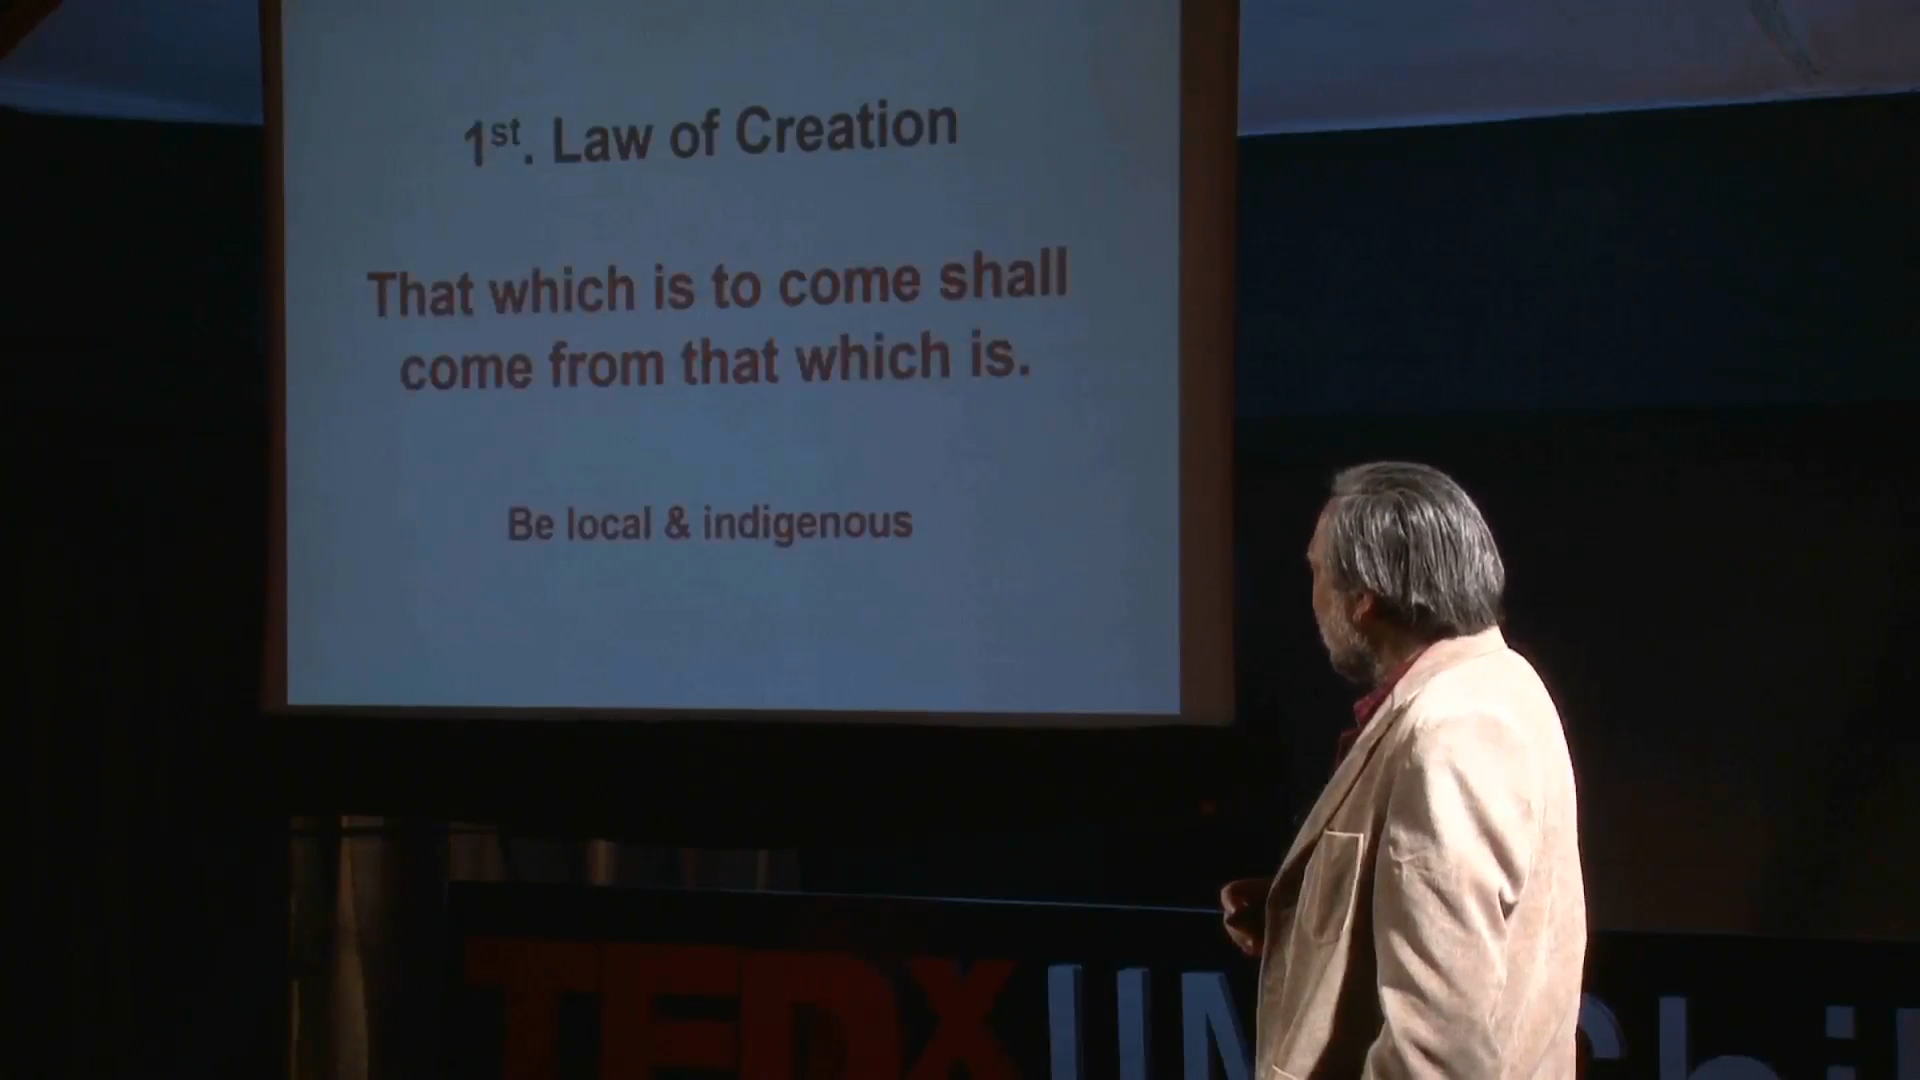 1st. Law of Creation
That which is to come shall
come from that which is.
Be local & indigenous
TEDX